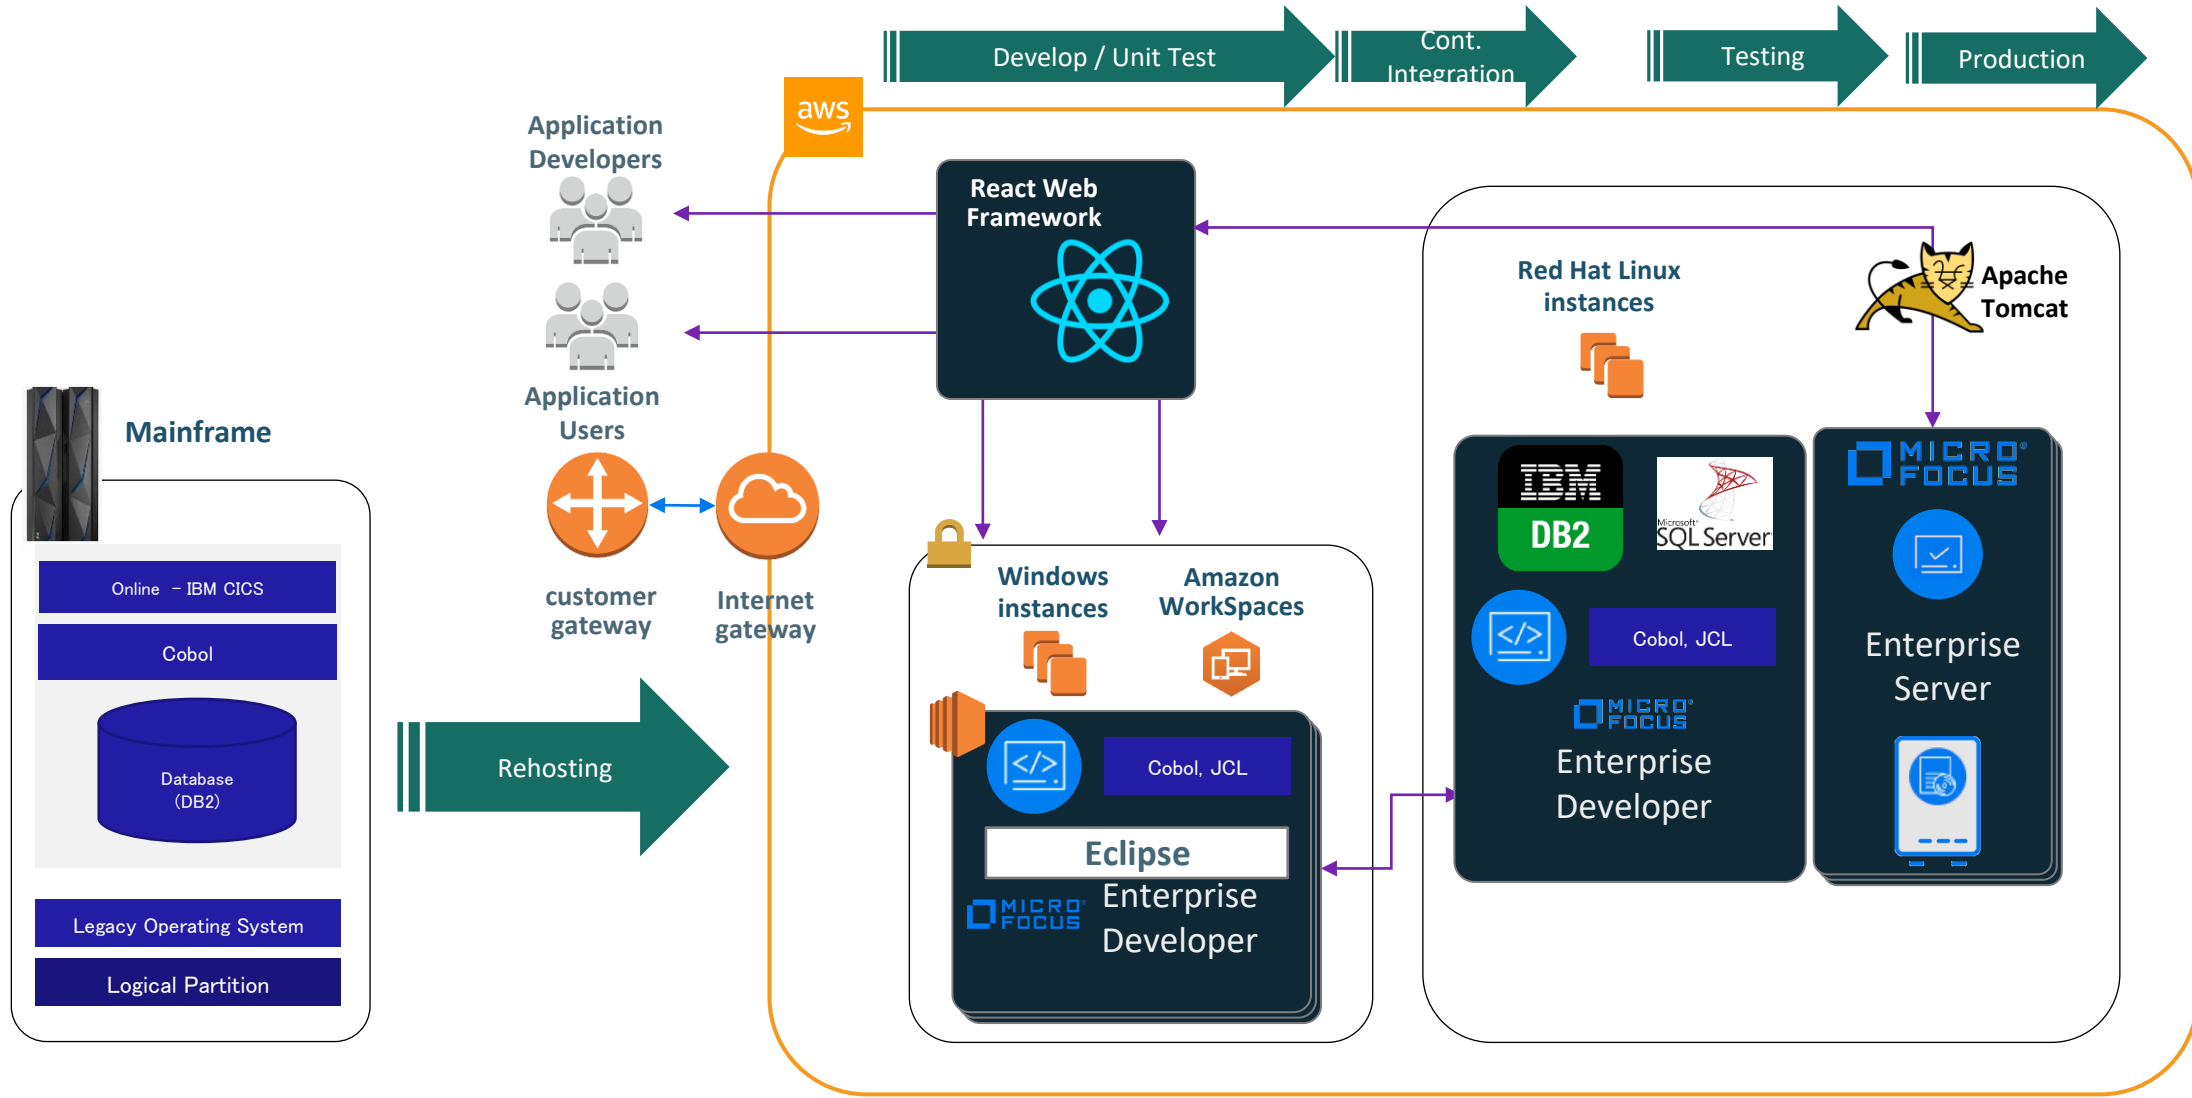 Develop / Unit Test
Cont.
Integration
Testing
Production
aws
Application
Developers
React Web
Framework
Red Hat Linux
instances
Apache
Tomcat
Application
Users
Mainframe
MICRO
FOCUS
IBM
DB2
Microsoft
SQL Server
Online – IBM CICS
Cobol
Database
(DB2)
Legacy Operating System
Logical Partition
customer
gateway
Internet
gateway
Rehosting
Windows
instances
Amazon
WorkSpaces
</>
Cobol, JCL
Eclipse
MICRO
FOCUS
Enterprise
Developer
</>
Cobol, JCL
MICRO
FOCUS
Enterprise
Developer
Enterprise
Server